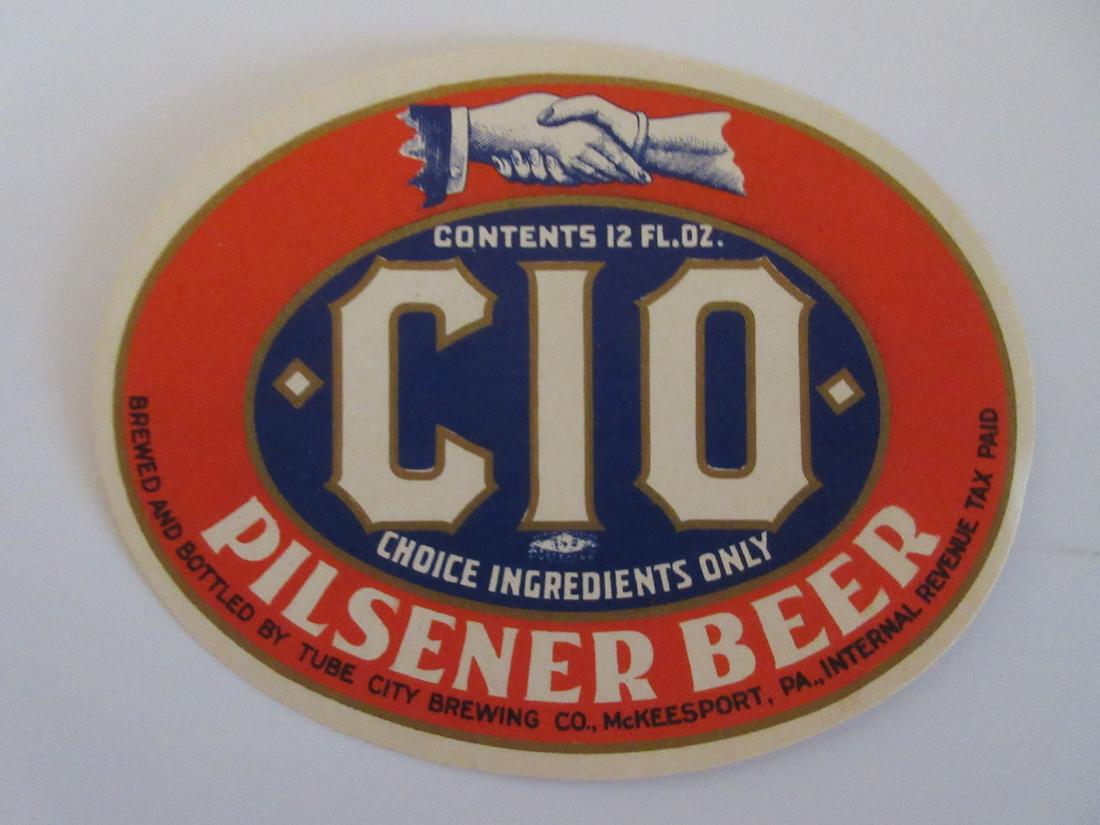 CONTENTS 12 FL.OZ.
CIO
CHOICE INGREDIENTS ONLY
PILSENER BEER
BREWED AND BOTTLED BY TUBE CITY BREWING CO., McKEESPORT, PA., INTERNAL REVENUE TAX PAID